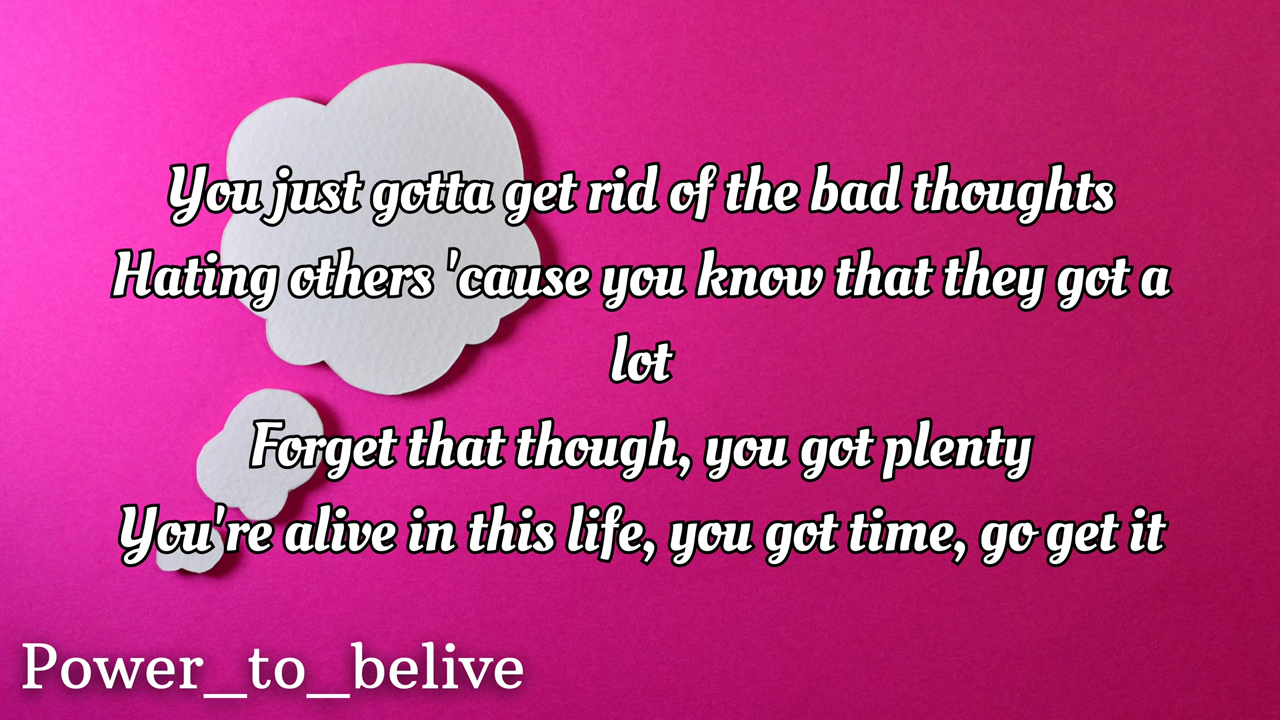 You just gotta get rid of the bad thoughts
Hating others 'cause you know that they got a
lot
Forget that though, you got plenty
You're alive in this life, you got time, go get it
Power_to_belive